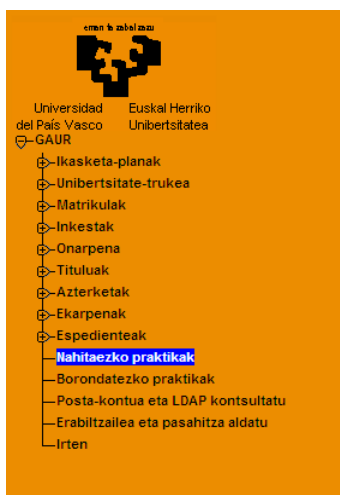 eman ta zabal zazu
Universidad Euskal Herriko
del País Vasco Unibertsitatea
GAUR
Ikasketa-planak
Unibertsitate-trukea
Matrikulak
Inkestak
Onarpena
Tituluak
Azterketak
Ekarpenak
Espedienteak
Nahitaezko praktikak
Borondatezko praktikak
Posta-kontua eta LDAP kontsultatu
Erabiltzailea eta pasahitza aldatu
Irten